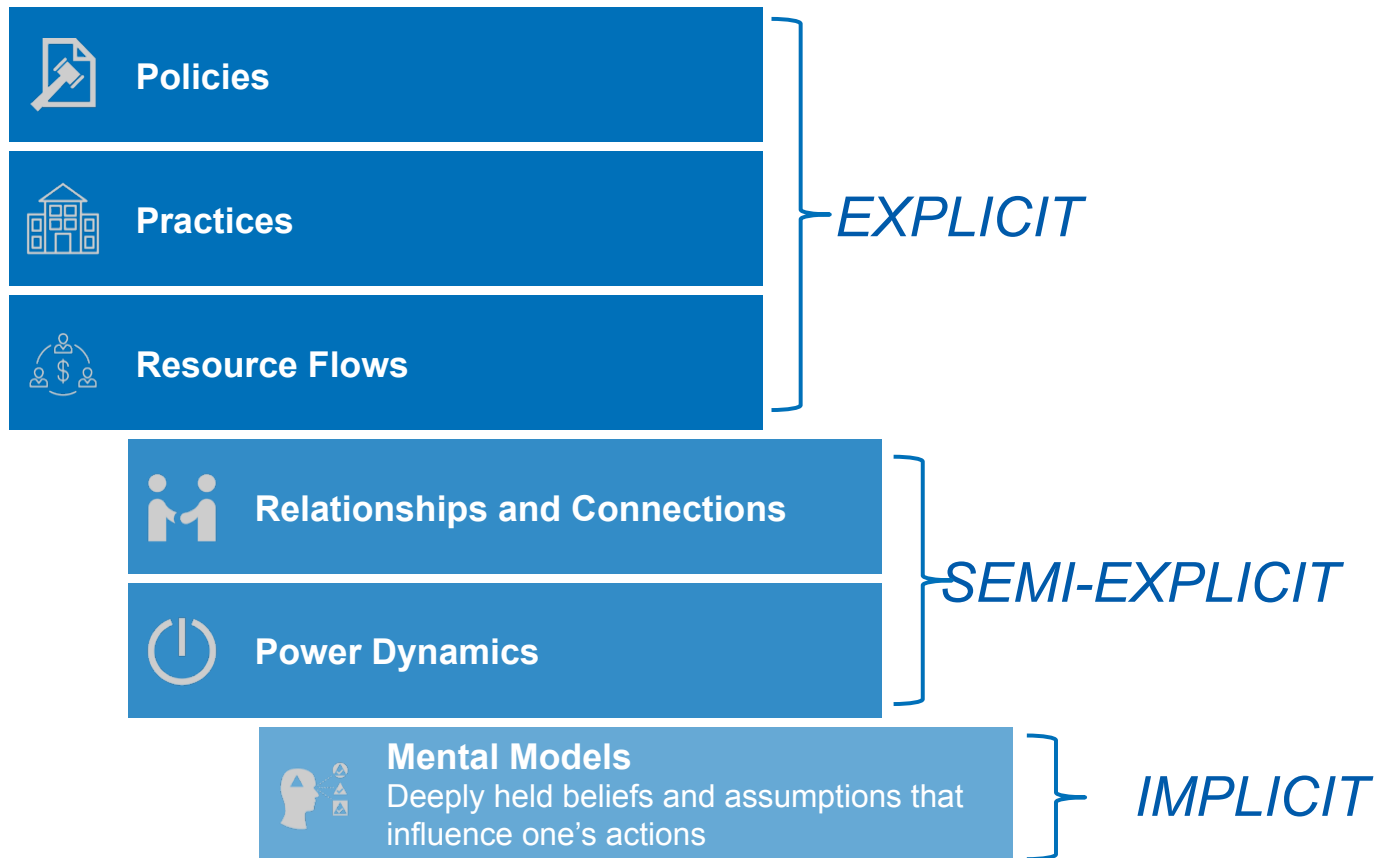 Policies
Practices
EXPLICIT
$
Resource Flows
Relationships and Connections
SEMI-EXPLICIT
Power Dynamics
Mental Models
Deeply held beliefs and assumptions that
influence one’s actions
IMPLICIT